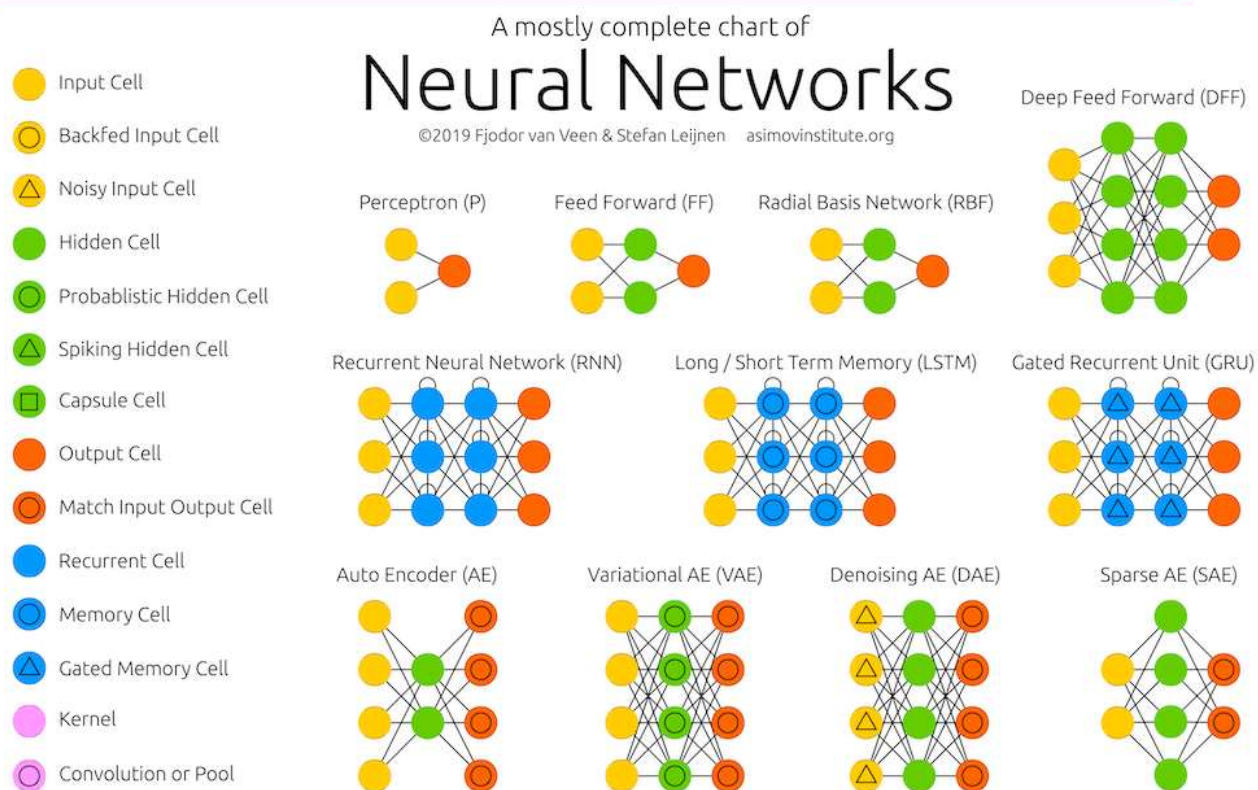 A mostly complete chart of
Neural Networks
©2019 Fjodor van Veen & Stefan Leijnen asimovinstitute.org
Input Cell
Backfed Input Cell
Noisy Input Cell
Hidden Cell
Probablistic Hidden Cell
Spiking Hidden Cell
Capsule Cell
Output Cell
Match Input Output Cell
Recurrent Cell
Memory Cell
Gated Memory Cell
Kernel
Convolution or Pool
Deep Feed Forward (DFF)
Perceptron (P)
Feed Forward (FF)
Radial Basis Network (RBF)
Recurrent Neural Network (RNN)
Long / Short Term Memory (LSTM)
Gated Recurrent Unit (GRU)
Auto Encoder (AE)
Variational AE (VAE)
Denoising AE (DAE)
Sparse AE (SAE)